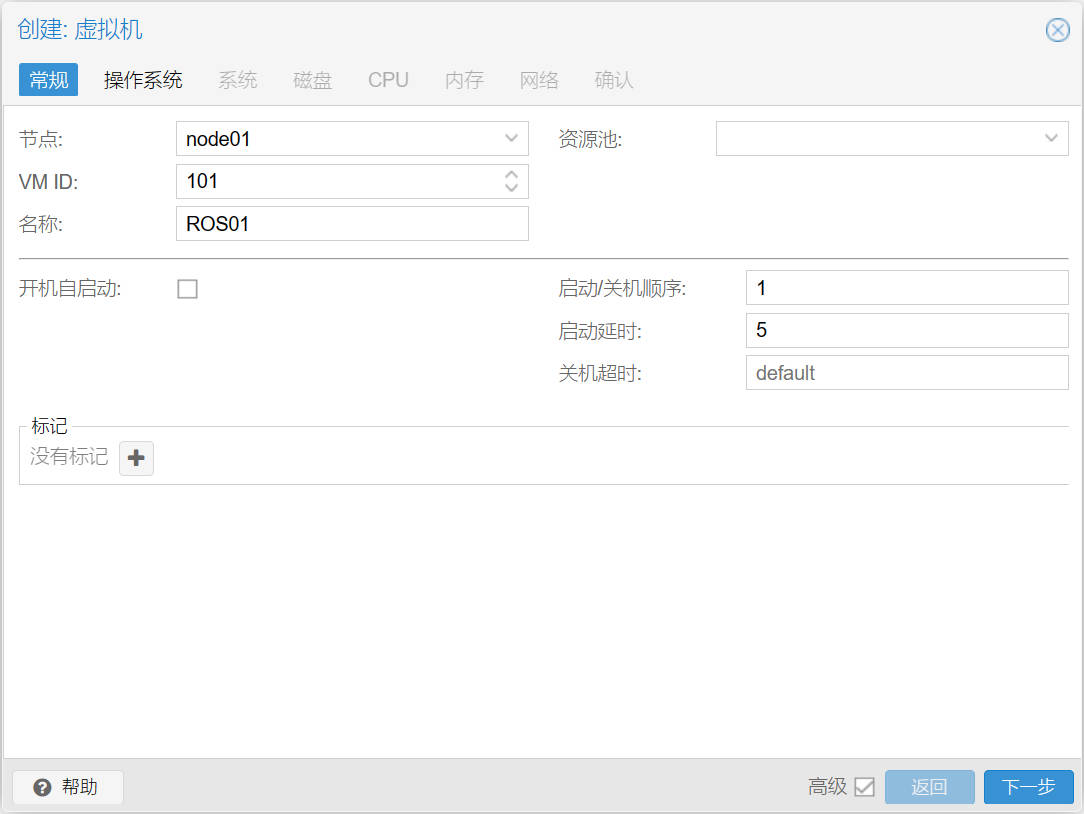 创建: 虚拟机
常规 操作系统 系统 磁盘 CPU 内存 网络 确认
节点: node01 资源池:
VM ID: 101
名称: ROS01
开机自启动: 启动/关机顺序: 1
启动延时: 5
关机超时: default
标记
没有标记
帮助 高级 返回 下一步